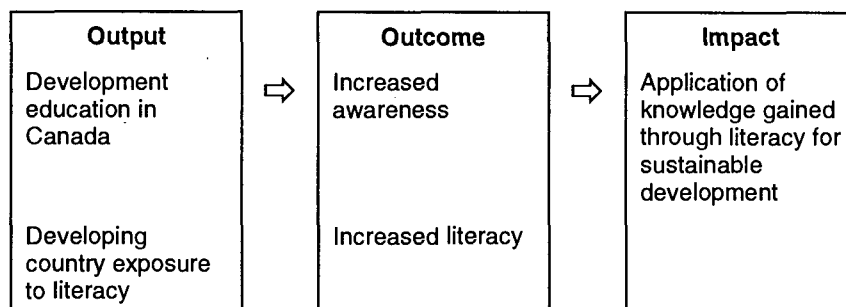 Output
Development
education in
Canada
Developing
country exposure
to literacy
Outcome
Increased
awareness
Increased literacy
Impact
Application of
knowledge gained
through literacy for
sustainable
development